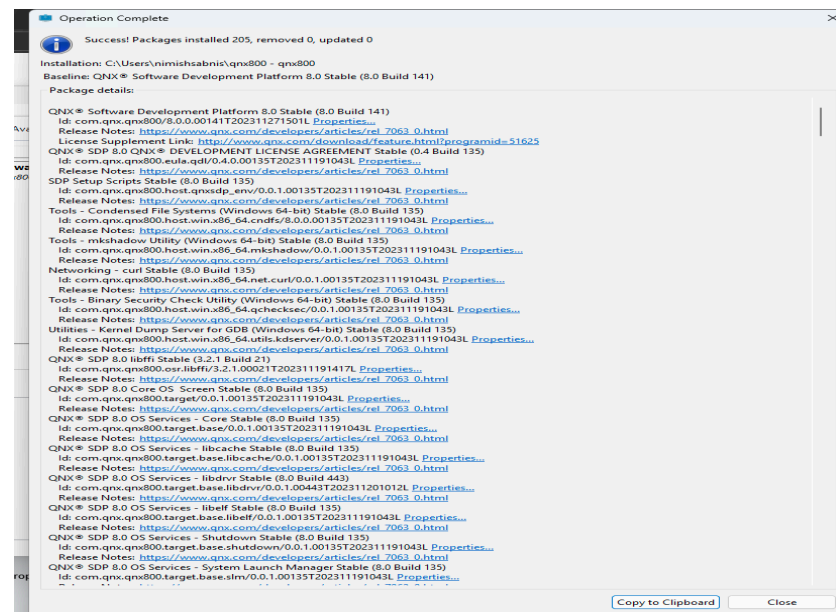 Operation Complete
Success! Packages installed 205, removed 0, updated 0
Installation: C:\Users\nimishsabnis\qnx800 - qnx800
Baseline: QNX® Software Development Platform 8.0 Stable (8.0 Build 141)
Package details:
QNX® Software Development Platform 8.0 Stable (8.0 Build 141)
Id: com.qnx.qnx800/8.0.0.00141T202311271501L Properties...
Release Notes: https://www.qnx.com/developers/articles/rel_7063_0.html
License Supplement Link: http://www.qnx.com/download/feature.html?programid=51625
QNX® SDP 8.0 QNX® DEVELOPMENT LICENSE AGREEMENT Stable (0.4 Build 135)
Id: com.qnx.qnx800.eula.qdl/0.4.0.00135T202311191043L Properties...
Release Notes: https://www.qnx.com/developers/articles/rel_7063_0.html
SDP Setup Scripts Stable (8.0 Build 135)
Id: com.qnx.qnx800.host.qnxsdp_env/0.0.1.00135T202311191043L Properties...
Release Notes: https://www.qnx.com/developers/articles/rel_7063_0.html
Tools - Condensed File Systems (Windows 64-bit) Stable (8.0 Build 135)
Id: com.qnx.qnx800.host.win.x86_64.cndfs/8.0.0.00135T202311191043L Properties...
Release Notes: https://www.qnx.com/developers/articles/rel_7063_0.html
Tools - mkshadow Utility (Windows 64-bit) Stable (8.0 Build 135)
Id: com.qnx.qnx800.host.win.x86_64.mkshadow/0.0.1.00135T202311191043L Properties...
Release Notes: https://www.qnx.com/developers/articles/rel_7063_0.html
Networking - curl Stable (8.0 Build 135)
Id: com.qnx.qnx800.host.win.x86_64.net.curl/0.0.1.00135T202311191043L Properties...
Release Notes: https://www.qnx.com/developers/articles/rel_7063_0.html
Tools - Binary Security Check Utility (Windows 64-bit) Stable (8.0 Build 135)
Id: com.qnx.qnx800.host.win.x86_64.qchecksec/0.0.1.00135T202311191043L Properties...
Release Notes: https://www.qnx.com/developers/articles/rel_7063_0.html
Utilities - Kernel Dump Server for GDB (Windows 64-bit) Stable (8.0 Build 135)
Id: com.qnx.qnx800.host.win.x86_64.utils.kdserver/0.0.1.00135T202311191043L Properties...
Release Notes: https://www.qnx.com/developers/articles/rel_7063_0.html
QNX® SDP 8.0 libffi Stable (3.2.1 Build 21)
Id: com.qnx.qnx800.osr.libffi/3.2.1.00021T202311191417L Properties...
Release Notes: https://www.qnx.com/developers/articles/rel_7063_0.html
QNX® SDP 8.0 Core OS Screen Stable (8.0 Build 135)
Id: com.qnx.qnx800.target/0.0.1.00135T202311191043L Properties...
Release Notes: https://www.qnx.com/developers/articles/rel_7063_0.html
QNX® SDP 8.0 OS Services - Core Stable (8.0 Build 135)
Id: com.qnx.qnx800.target.base/0.0.1.00135T202311191043L Properties...
Release Notes: https://www.qnx.com/developers/articles/rel_7063_0.html
QNX® SDP 8.0 OS Services - libcache Stable (8.0 Build 135)
Id: com.qnx.qnx800.target.base.libcache/0.0.1.00135T202311191043L Properties...
Release Notes: https://www.qnx.com/developers/articles/rel_7063_0.html
QNX® SDP 8.0 OS Services - libdrvr Stable (8.0 Build 443)
Id: com.qnx.qnx800.target.base.libdrvr/0.0.1.00443T202311201012L Properties...
Release Notes: https://www.qnx.com/developers/articles/rel_7063_0.html
QNX® SDP 8.0 OS Services - libelf Stable (8.0 Build 135)
Id: com.qnx.qnx800.target.base.libelf/0.0.1.00135T202311191043L Properties...
Release Notes: https://www.qnx.com/developers/articles/rel_7063_0.html
QNX® SDP 8.0 OS Services - Shutdown Stable (8.0 Build 135)
Id: com.qnx.qnx800.target.base.shutdown/0.0.1.00135T202311191043L Properties...
Release Notes: https://www.qnx.com/developers/articles/rel_7063_0.html
QNX® SDP 8.0 OS Services - System Launch Manager Stable (8.0 Build 135)
Id: com.qnx.qnx800.target.base.slm/0.0.1.00135T202311191043L Properties...
Copy to Clipboard
Close